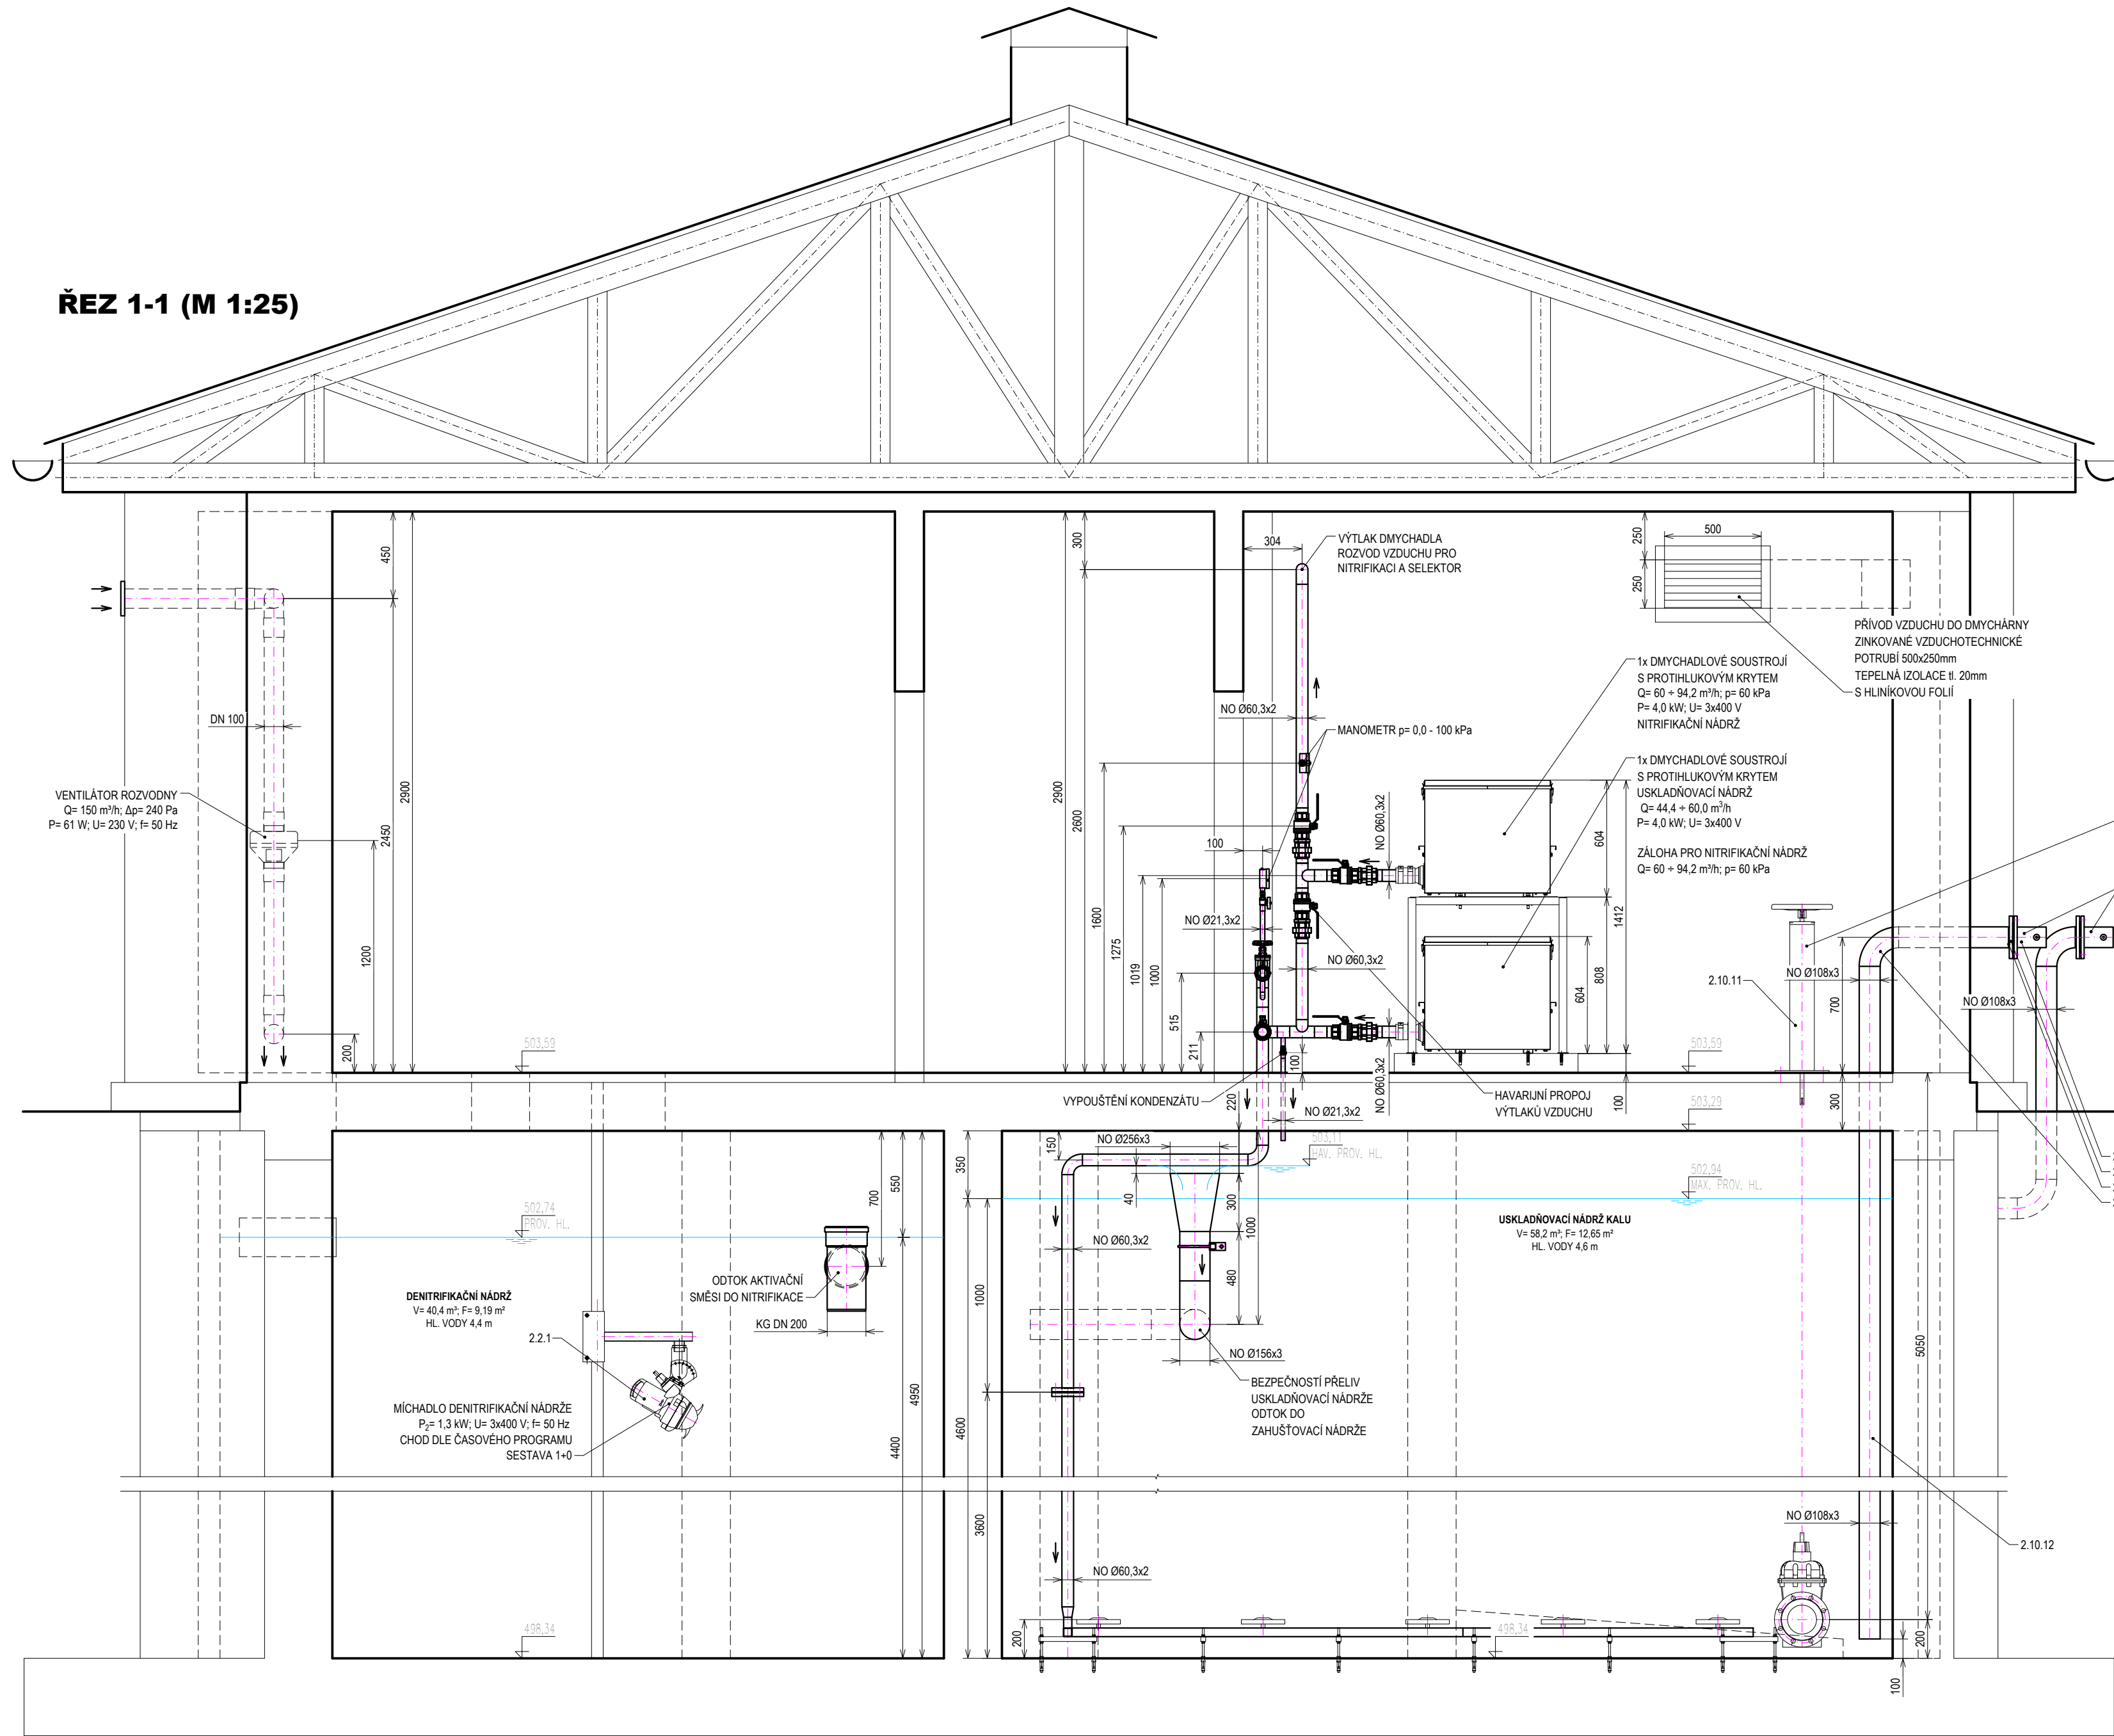 ŘEZ 1-1 (M 1:25)
450
2900
2450
DN 100
VENTILÁTOR ROZVODNY
Q= 150 m³/h; Δp= 240 Pa
P= 61 W; U= 230 V; f= 50 Hz
1200
200
503,59
300
2900
2600
304
VÝTLAK DMYCHADLA
ROZVOD VZDUCHU PRO
NITRIFIKACI A SELEKTOR
250
500
250
PŘÍVOD VZDUCHU DO DMYCHÁRNY
ZINKOVANÉ VZDUCHOTECHNICKÉ
POTRUBÍ 500x250mm
TEPELNÁ IZOLACE tl. 20mm
S HLINÍKOVOU FOLIÍ
1x DMYCHADLOVÉ SOUSTROJÍ
S PROTIHLUKOVÝM KRYTEM
Q= 60 ÷ 94,2 m³/h; p= 60 kPa
P= 4,0 kW; U= 3x400 V
NITRIFIKAČNÍ NÁDRŽ
NO Ø60,3x2
MANOMETR p= 0,0 - 100 kPa
1x DMYCHADLOVÉ SOUSTROJÍ
S PROTIHLUKOVÝM KRYTEM
USKLADŇOVACÍ NÁDRŽ
Q= 44,4 ÷ 60,0 m³/h
P= 4,0 kW; U= 3x400 V
ZÁLOHA PRO NITRIFIKAČNÍ NÁDRŽ
Q= 60 ÷ 94,2 m³/h; p= 60 kPa
NO Ø60,3x2
604
1412
100
1600
1275
1019
1000
515
211
NO Ø21,3x2
NO Ø60,3x2
604
808
2.10.11
NO Ø108x3
700
NO Ø108x3
100
NO Ø60,3x2
503,59
VYPOUŠTĚNÍ KONDENZÁTU
220
NO Ø21,3x2
HAVARIJNÍ PROPOJ
VÝTLAKŮ VZDUCHU
100
300
503,29
150
NO Ø256x3
503,11
HAV. PROV. HL.
350
550
700
40
300
1000
502,94
MAX. PROV. HL.
502,74
PROV. HL.
USKLADŇOVACÍ NÁDRŽ KALU
V= 58,2 m³; F= 12,65 m²
HL. VODY 4,6 m
NO Ø60,3x2
480
ODTOK AKTIVAČNÍ
SMĚSI DO NITRIFIKACE
KG DN 200
DENITRIFIKAČNÍ NÁDRŽ
V= 40,4 m³; F= 9,19 m²
HL. VODY 4,4 m
2.2.1
1000
NO Ø156x3
BEZPEČNOSTÍ PŘELIV
USKLADŇOVACÍ NÁDRŽE
ODTOK DO
ZAHUŠŤOVACÍ NÁDRŽE
5050
MÍCHADLO DENITRIFIKAČNÍ NÁDRŽE
P₂= 1,3 kW; U= 3x400 V; f= 50 Hz
CHOD DLE ČASOVÉHO PROGRAMU
SESTAVA 1+0
4950
4400
4600
3600
NO Ø108x3
2.10.12
NO Ø60,3x2
498,34
200
498,34
200
100